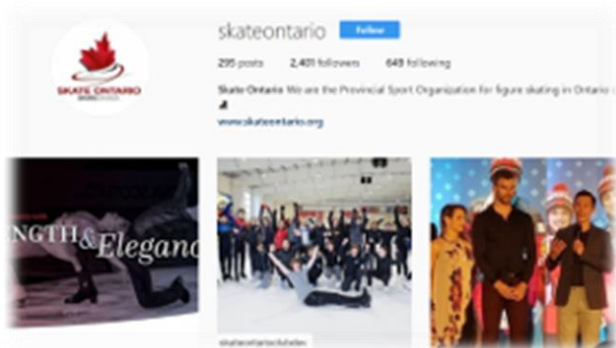 skateontario Follow
295 posts 2,401 followers 649 following
Skate Ontario We are the Provincial Sport Organization for figure skating in Ontario
www.skateontario.org
SKATE ONTARIO
NGTH & Eleganc